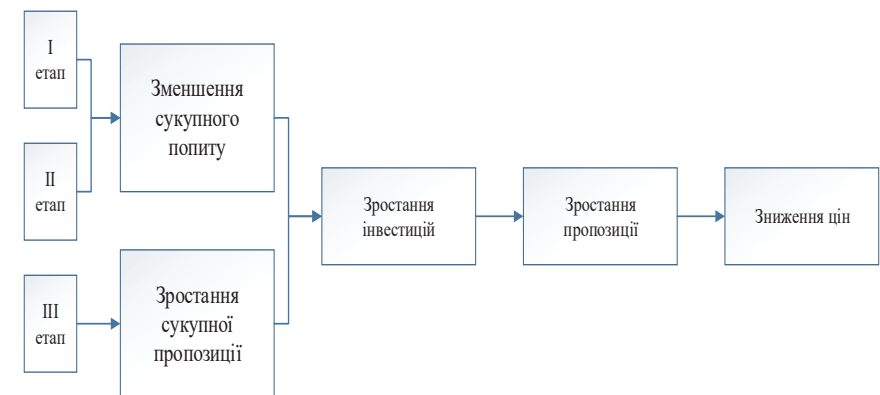 I
етап
Зменшення
сукупного
попиту
II
етап
III
етап
Зростання
сукупної
пропозиції
Зростання
інвестицій
Зростання
пропозиції
Зниження цін